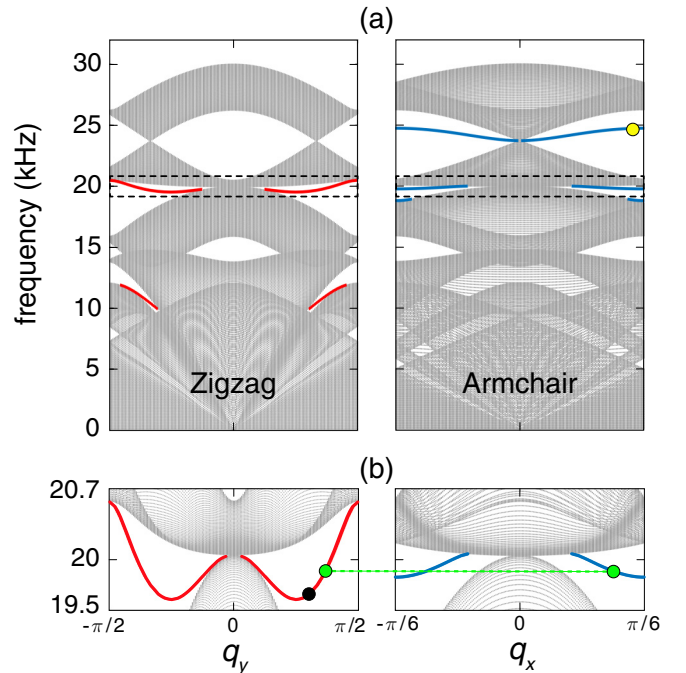 (a)
frequency (kHz)
30
25
20
15
10
5
0
Zigzag
Armchair
(b)
20.7
20
19.5
-π/2 0 π/2
-π/6 0 π/6
q_y
q_x